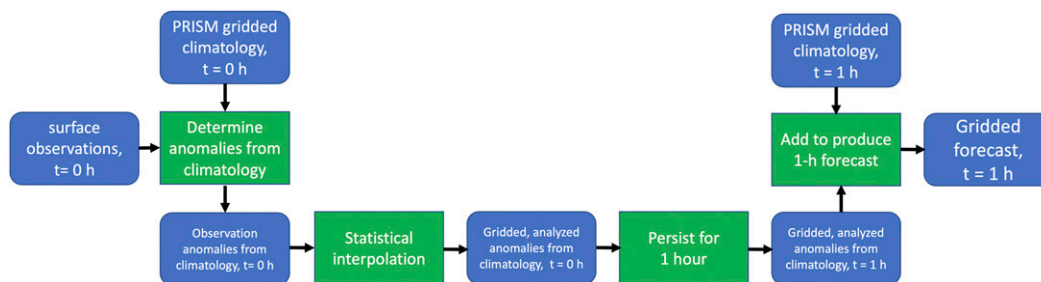 PRISM gridded
climatology,
t = 0 h
surface
observations,
t= 0 h
Determine
anomalies from
climatology
Observation
anomalies from
climatology, t= 0 h
Statistical
interpolation
Gridded, analyzed
anomalies from
climatology, t = 0 h
Persist for
1 hour
Gridded, analyzed
anomalies from
climatology, t = 1 h
PRISM gridded
climatology,
t = 1 h
Add to produce
1-h forecast
Gridded
forecast,
t = 1 h